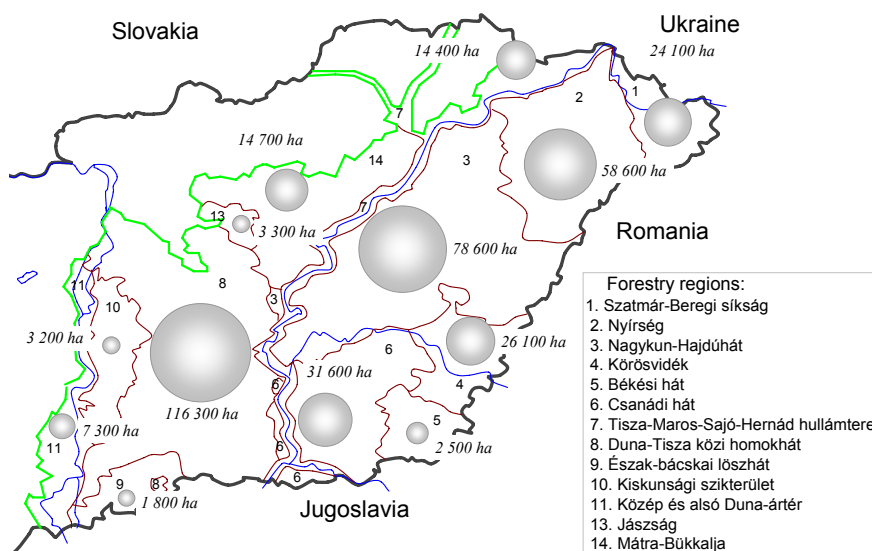 Slovakia
Ukraine
14 400 ha
24 100 ha
1
2
7
14 700 ha
14
3
58 600 ha
7
13
3 300 ha
78 600 ha
Romania
8
11
3
10
3 200 ha
6
26 100 ha
31 600 ha
4
6
116 300 ha
5
7 300 ha
2 500 ha
11
6
6
9
8
1 800 ha
Jugoslavia
Forestry regions:
1. Szatmár-Beregi síkság
2. Nyírség
3. Nagykun-Hajdúhát
4. Körösvidék
5. Békési hát
6. Csanádi hát
7. Tisza-Maros-Sajó-Hernád hullámtere
8. Duna-Tisza közi homokhát
9. Észak-bácskai löszhát
10. Kiskunsági szikterület
11. Közép és alsó Duna-ártér
13. Jászság
14. Mátra-Bükkalja